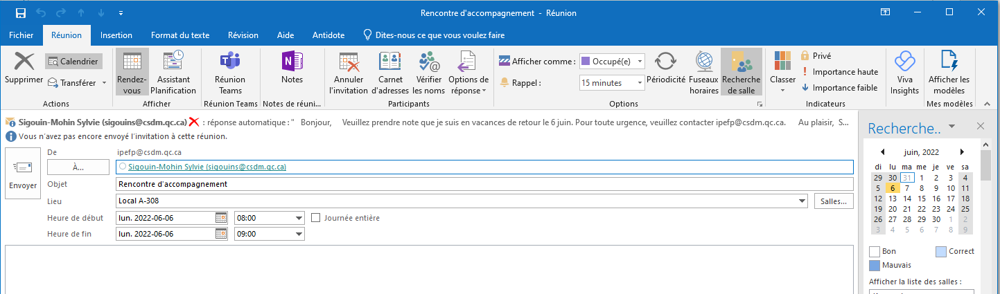 Rencontre d'accompagnement - Réunion
Fichier Réunion Insertion Format du texte Révision Aide Antidote Dites-nous ce que vous voulez faire
Supprimer Calendrier Transférer Rendez-vous Assistant Planification Réunion Teams Notes Annuler l'invitation Carnet d'adresses Vérifier les noms Options de réponse Afficher comme : Occupé(e) Rappel : 15 minutes Périodicité Fuseaux horaires Recherche de salle Classer Privé Importance haute Importance faible Viva Insights Afficher les modèles
Actions Afficher Réunion Teams Notes de réuni... Participants Options Indicateurs Mes modèles
Sigouin-Mohin Sylvie (sigouins@csdm.qc.ca) : réponse automatique : " Bonjour, Veuillez prendre note que je suis en vacances de retour le 6 juin. Pour toute urgence, veuillez contacter ipefp@csdm.qc.ca. Au plaisir, S...
Vous n'avez pas encore envoyé l'invitation à cette réunion.
Envoyer
De ipefp@csdm.qc.ca
À... Sigouin-Mohin Sylvie (sigouins@csdm.qc.ca)
Objet Rencontre d'accompagnement
Lieu Local A-308 Salles...
Heure de début lun. 2022-06-06 08:00 Journée entière
Heure de fin lun. 2022-06-06 09:00
Recherche..
juin, 2022
di lu ma me je ve sa
29 30 31 1 2 3 4
5 6 7 8 9 10 11
12 13 14 15 16 17 18
19 20 21 22 23 24 25
26 27 28 29 30 1 2
3 4 5 6 7 8 9
Bon Correct
Mauvais
Afficher la liste des salles :